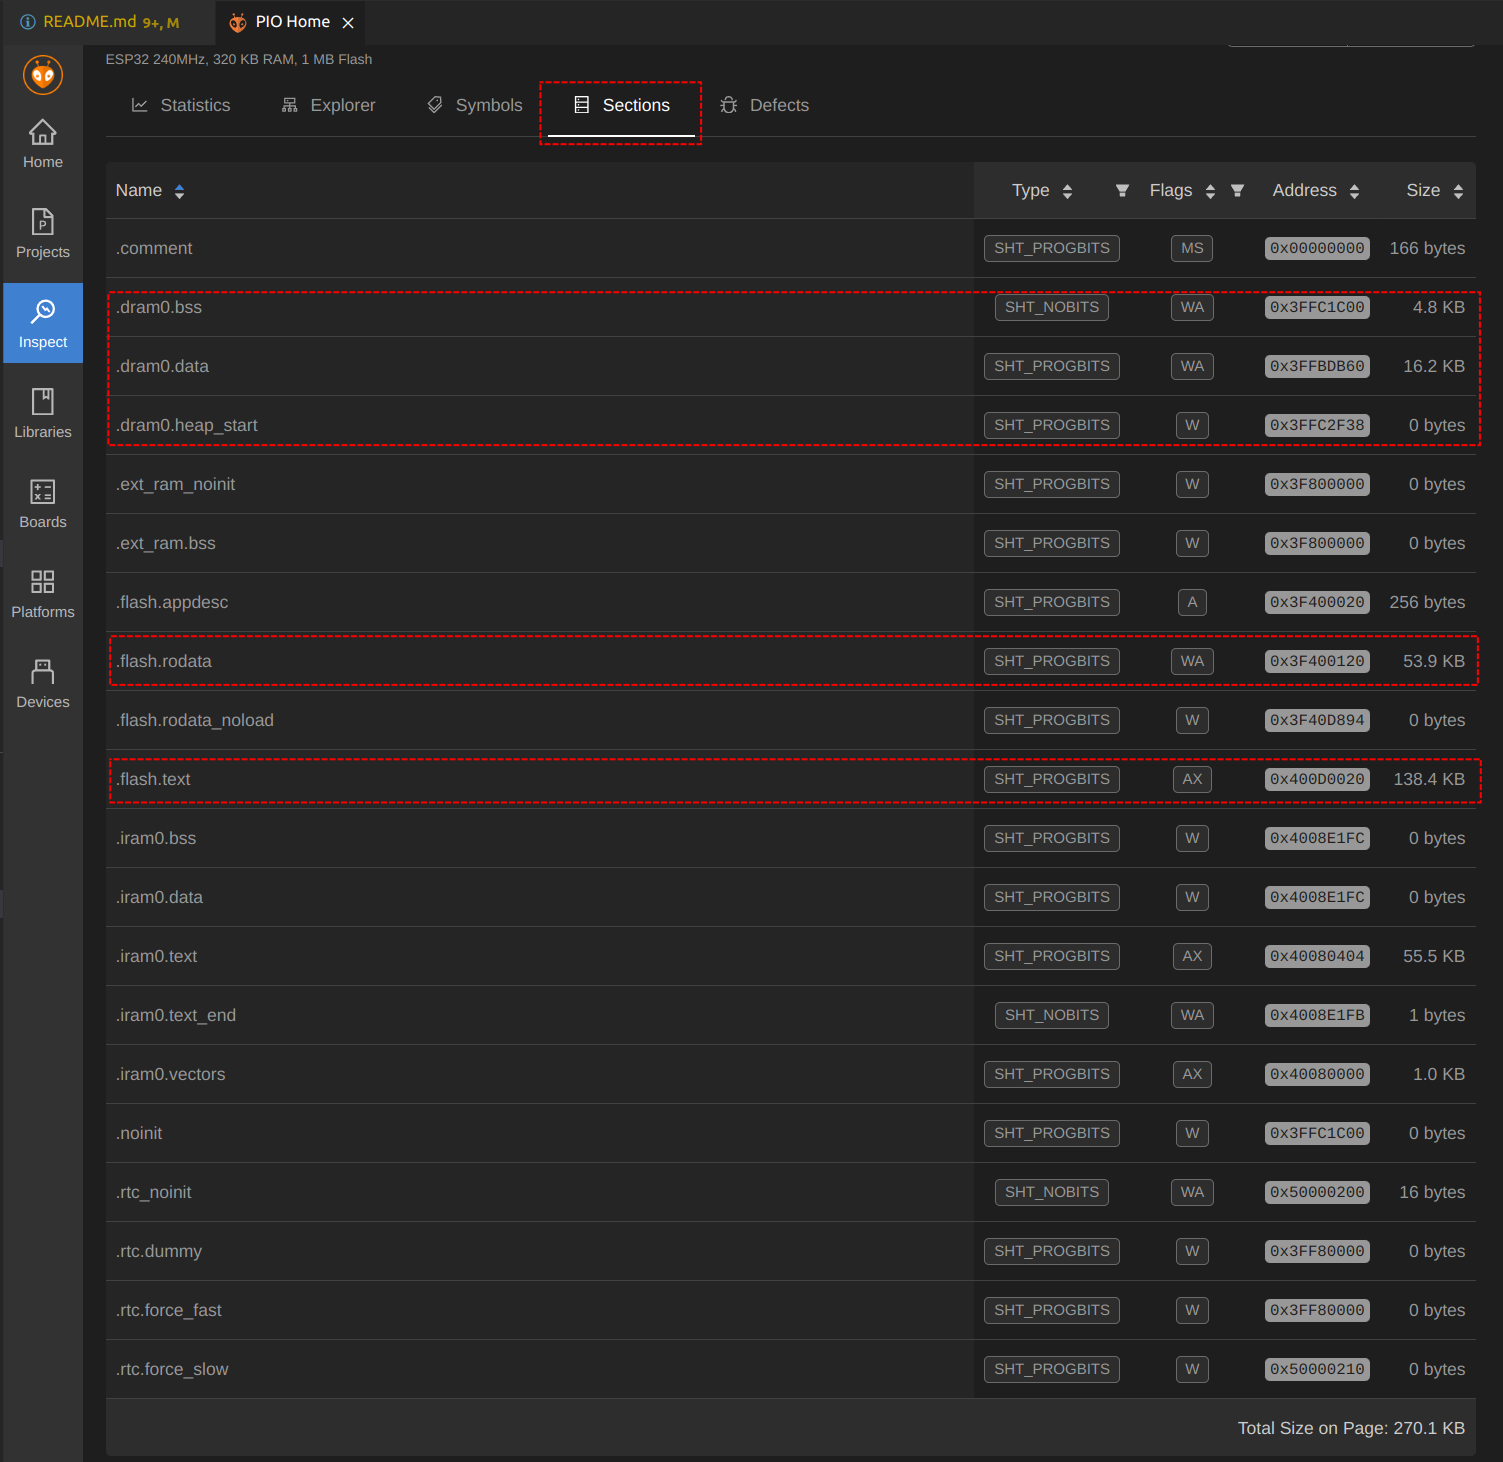 README.md 9+, M PIO Home
ESP32 240MHz, 320 KB RAM, 1 MB Flash
Statistics Explorer Symbols Sections Defects
Home
Projects
Inspect
Libraries
Boards
Platforms
Devices
Name Type Flags Address Size
.comment SHT_PROGBITS MS 0x00000000 166 bytes
.dram0.bss SHT_NOBITS WA 0x3FFC1C00 4.8 KB
.dram0.data SHT_PROGBITS WA 0x3FFBDB60 16.2 KB
.dram0.heap_start SHT_PROGBITS W 0x3FFC2F38 0 bytes
.ext_ram_noinit SHT_PROGBITS W 0x3F800000 0 bytes
.ext_ram.bss SHT_PROGBITS W 0x3F800000 0 bytes
.flash.appdesc SHT_PROGBITS A 0x3F400020 256 bytes
.flash.rodata SHT_PROGBITS WA 0x3F400120 53.9 KB
.flash.rodata_noload SHT_PROGBITS W 0x3F40D894 0 bytes
.flash.text SHT_PROGBITS AX 0x400D0020 138.4 KB
.iram0.bss SHT_PROGBITS W 0x4008E1FC 0 bytes
.iram0.data SHT_PROGBITS W 0x4008E1FC 0 bytes
.iram0.text SHT_PROGBITS AX 0x40080404 55.5 KB
.iram0.text_end SHT_NOBITS WA 0x4008E1FB 1 bytes
.iram0.vectors SHT_PROGBITS AX 0x40080000 1.0 KB
.noinit SHT_PROGBITS W 0x3FFC1C00 0 bytes
.rtc_noinit SHT_NOBITS WA 0x50000200 16 bytes
.rtc.dummy SHT_PROGBITS W 0x3FF80000 0 bytes
.rtc.force_fast SHT_PROGBITS W 0x3FF80000 0 bytes
.rtc.force_slow SHT_PROGBITS W 0x50000210 0 bytes
Total Size on Page: 270.1 KB